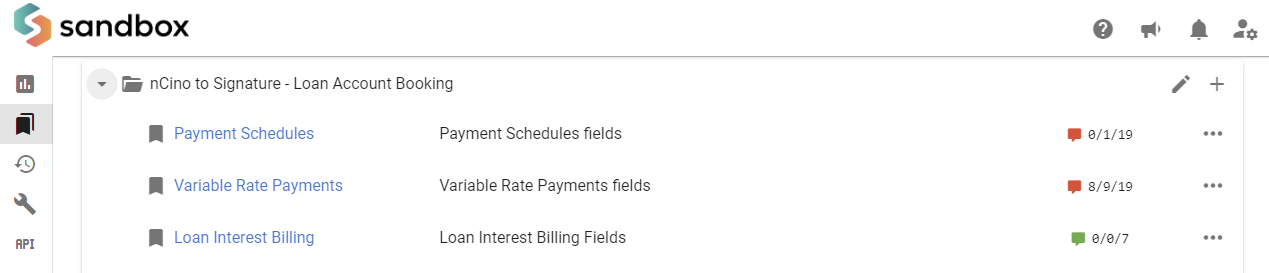 sandbox
nCino to Signature - Loan Account Booking
Payment Schedules Payment Schedules fields 0/1/19
Variable Rate Payments Variable Rate Payments fields 8/9/19
Loan Interest Billing Loan Interest Billing Fields 0/0/7
API